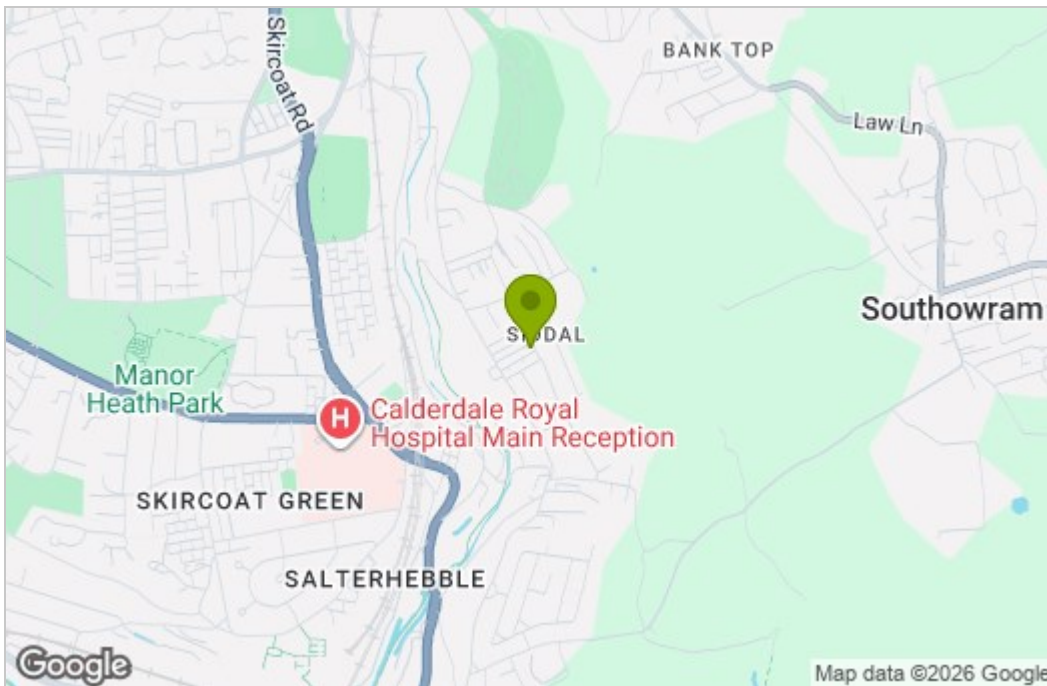 Skircoat Rd
BANK TOP
Law Ln
Southowram
SIDDAL
Manor
Heath Park
H
Calderdale Royal
Hospital Main Reception
SKIRCOAT GREEN
SALTERHEBBLE
Google
Map data ©2026 Google